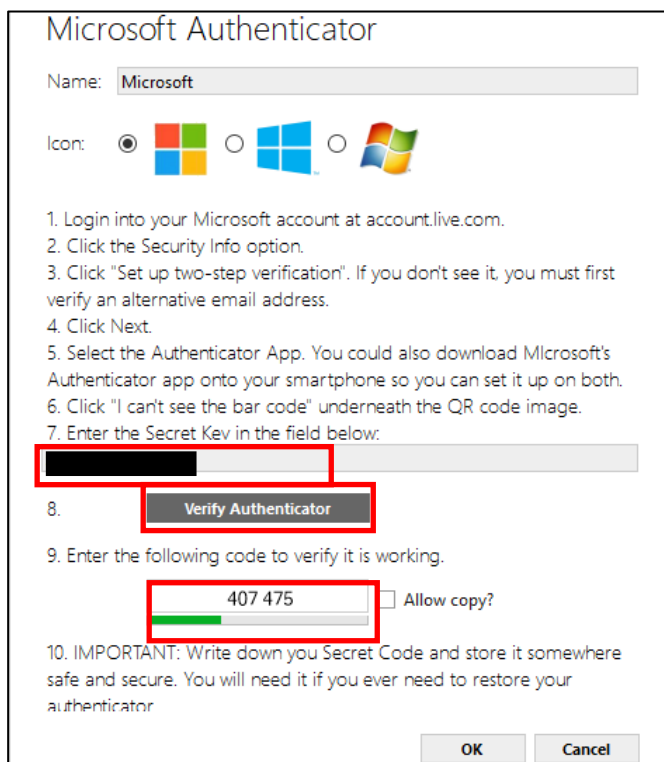 Microsoft Authenticator
Name: Microsoft
Icon:
1. Login into your Microsoft account at account.live.com.
2. Click the Security Info option.
3. Click "Set up two-step verification". If you don't see it, you must first
verify an alternative email address.
4. Click Next.
5. Select the Authenticator App. You could also download MIcrosoft's
Authenticator app onto your smartphone so you can set it up on both.
6. Click "I can't see the bar code" underneath the QR code image.
7. Enter the Secret Key in the field below:
8. Verify Authenticator
9. Enter the following code to verify it is working.
407 475 Allow copy?
10. IMPORTANT: Write down you Secret Code and store it somewhere
safe and secure. You will need it if you ever need to restore your
authenticator
OK Cancel